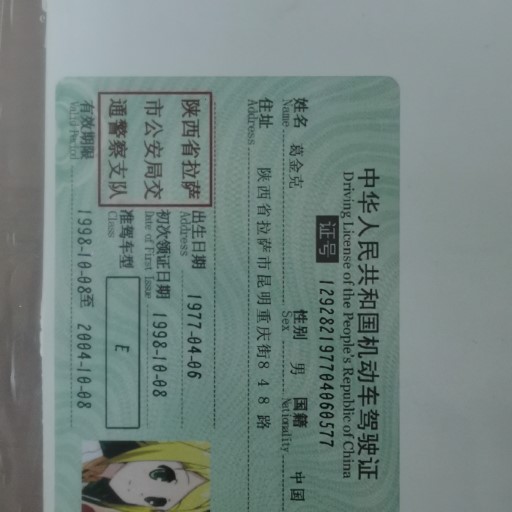 中华人民共和国机动车驾驶证
Driving License of the People's Republic of China
证号 129282197704060577
姓名 葛金克 性别 男 国籍 中国
Name Sex Nationality
住址 陕西省拉萨市昆明重庆街848路
Address
陕西省拉萨
市公安局交
通警察支队
出生日期 1977-04-06
Address
初次领证日期 1998-10-08
Date of First Issue
准驾车型 E
Class
有效期限 1998-10-08至 2004-10-08
Valid Period